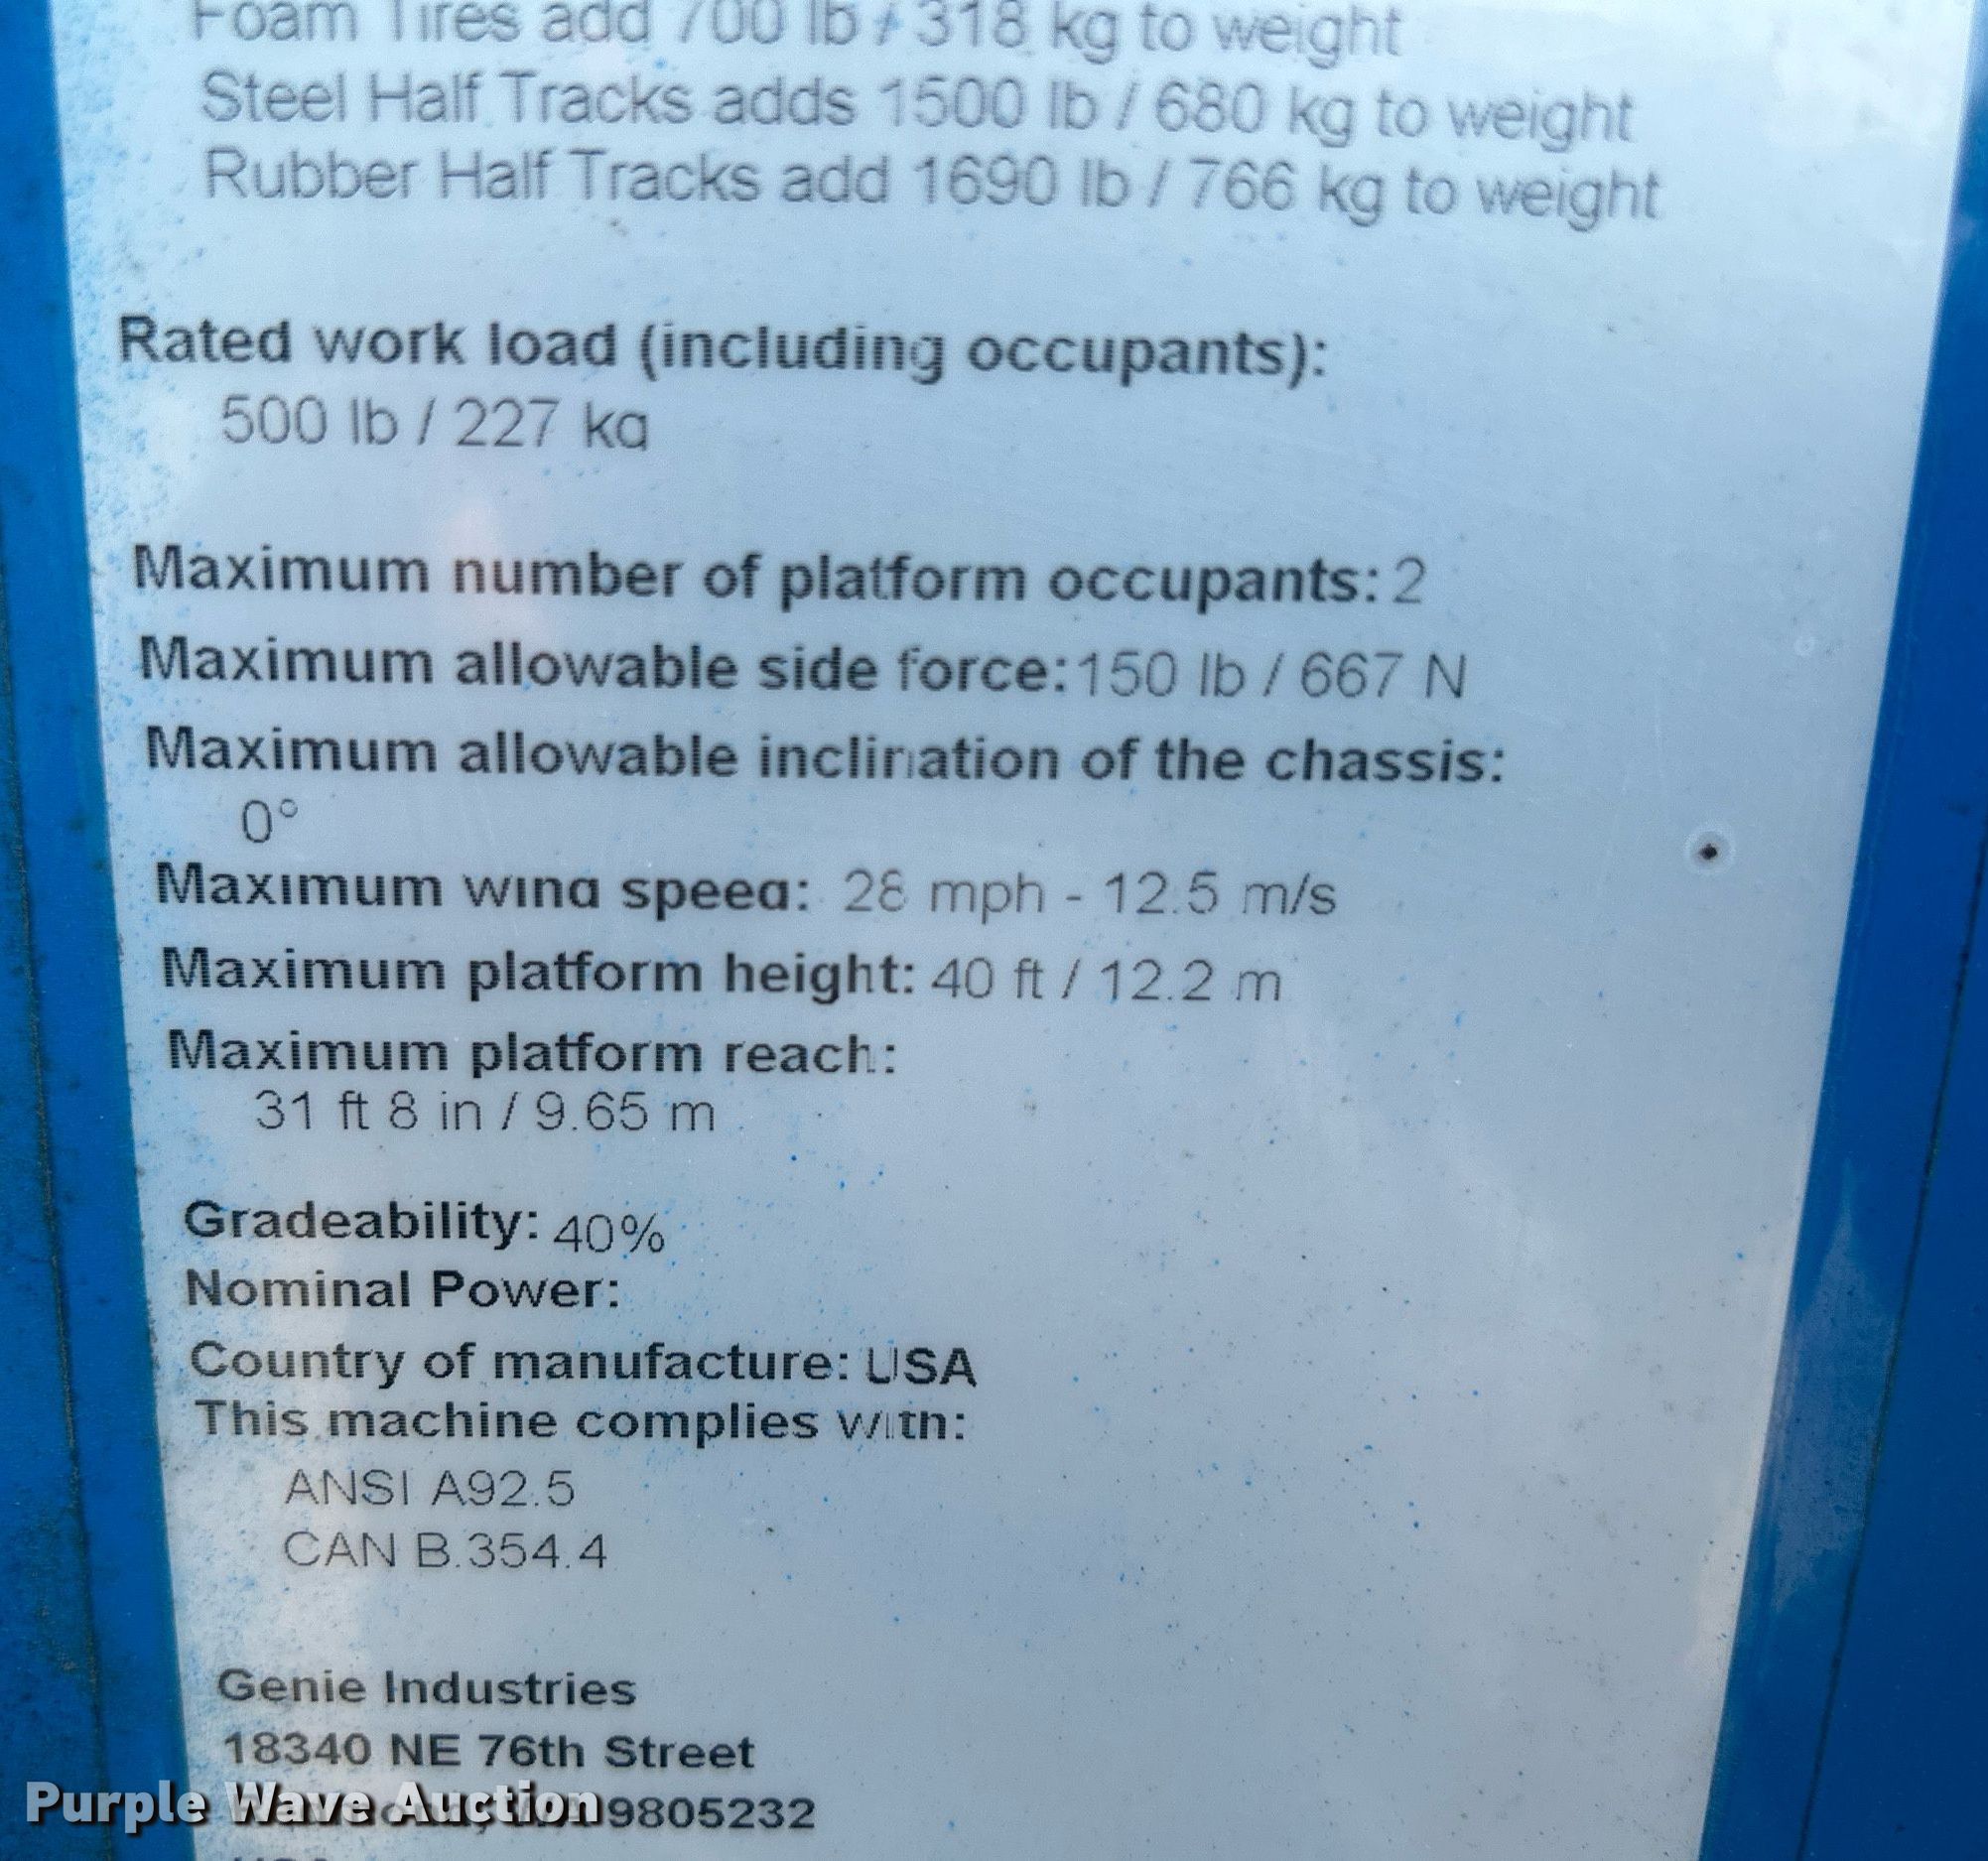 Foam Tires add 700 lb / 318 kg to weight
Steel Half Tracks adds 1500 lb / 680 kg to weight
Rubber Half Tracks add 1690 lb / 766 kg to weight
Rated work load (including occupants):
500 lb / 227 kg
Maximum number of platform occupants: 2
Maximum allowable side force: 150 lb / 667 N
Maximum allowable inclination of the chassis:
0°
Maximum wind speed: 28 mph - 12.5 m/s
Maximum platform height: 40 ft / 12.2 m
Maximum platform reach:
31 ft 8 in / 9.65 m
Gradeability: 40%
Nominal Power:
Country of manufacture: USA
This machine complies with:
ANSI A92.5
CAN B.354.4
Genie Industries
18340 NE 76th Street
9805232
Purple Wave Auction